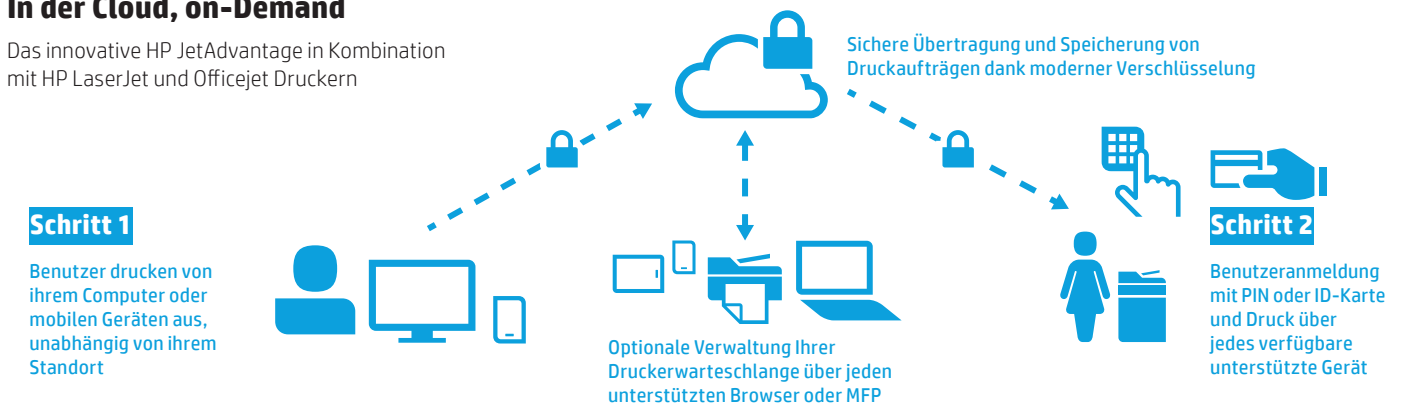 In der Cloud, on-Demand
Das innovative HP JetAdvantage in Kombination
mit HP LaserJet und Officejet Druckern
Sichere Übertragung und Speicherung von
Druckaufträgen dank moderner Verschlüsselung
Schritt 1
Benutzer drucken von
ihrem Computer oder
mobilen Geräten aus,
unabhängig von ihrem
Standort
Optionale Verwaltung Ihrer
Druckerwarteschlange über jeden
unterstützten Browser oder MFP
Schritt 2
Benutzeranmeldung
mit PIN oder ID-Karte
und Druck über
jedes verfügbare
unterstützte Gerät